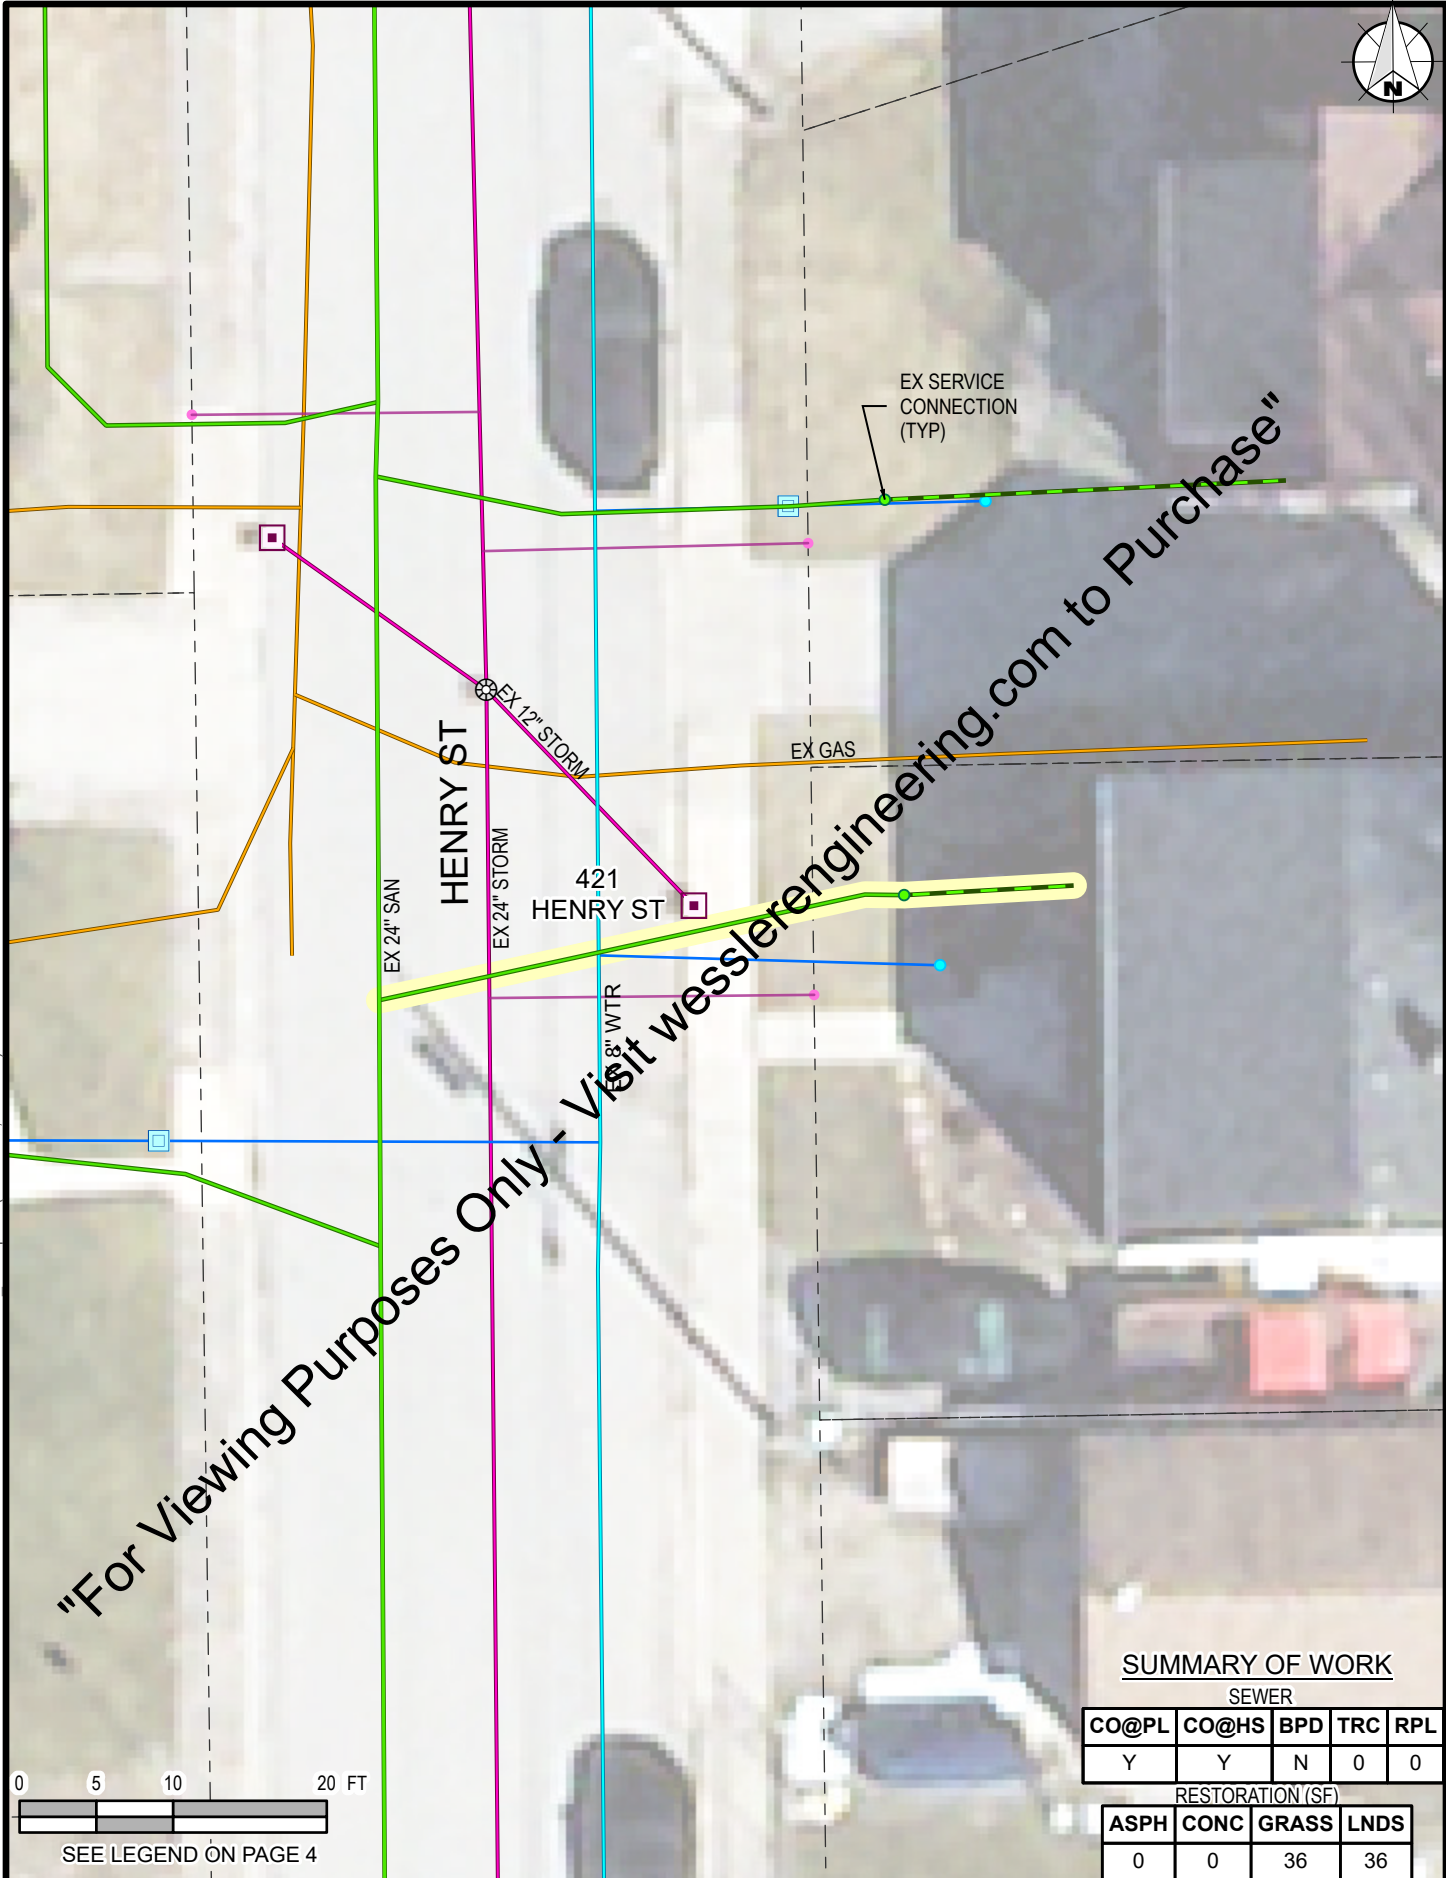 N
EX SERVICE
CONNECTION
(TYP)
EX 12" STORM
HENRY ST
EX GAS
EX 24" STORM
421
HENRY ST
EX 24" SAN
EX 8" WTR
"For Viewing Purposes Only - Visit wesslerengineering.com to Purchase"
SUMMARY OF WORK
SEWER
CO@PL CO@HS BPD TRC RPL
Y Y N 0 0
RESTORATION (SF)
ASPH CONC GRASS LNDS
0 0 36 36
0 5 10 20 FT
SEE LEGEND ON PAGE 4